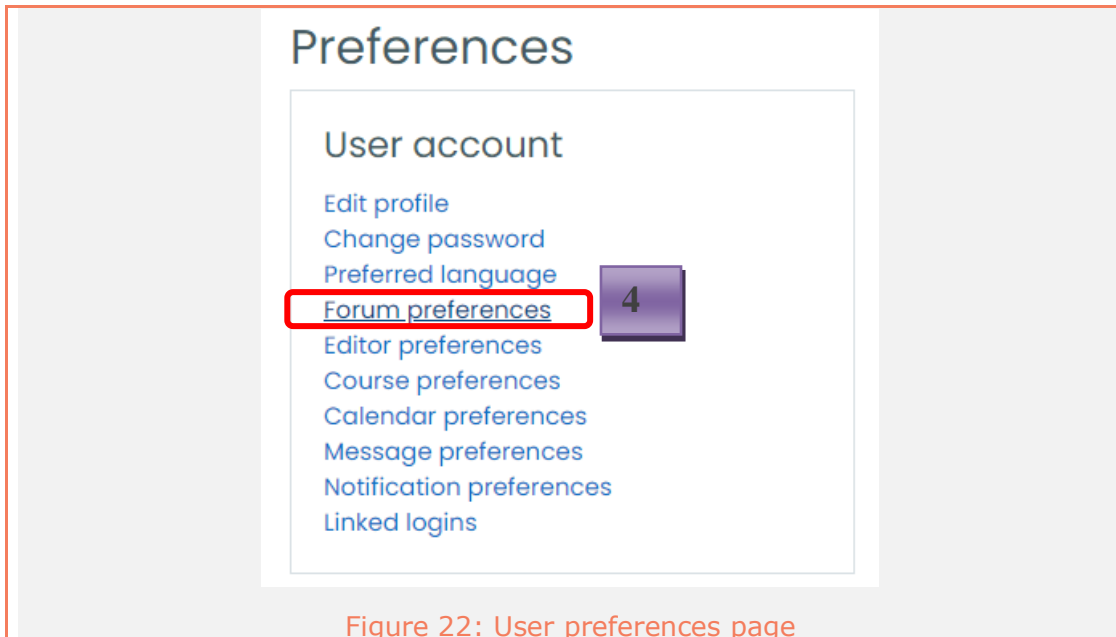 Preferences
User account
Edit profile
Change password
Preferred language
Forum preferences
4
Editor preferences
Course preferences
Calendar preferences
Message preferences
Notification preferences
Linked logins
Figure 22: User preferences page